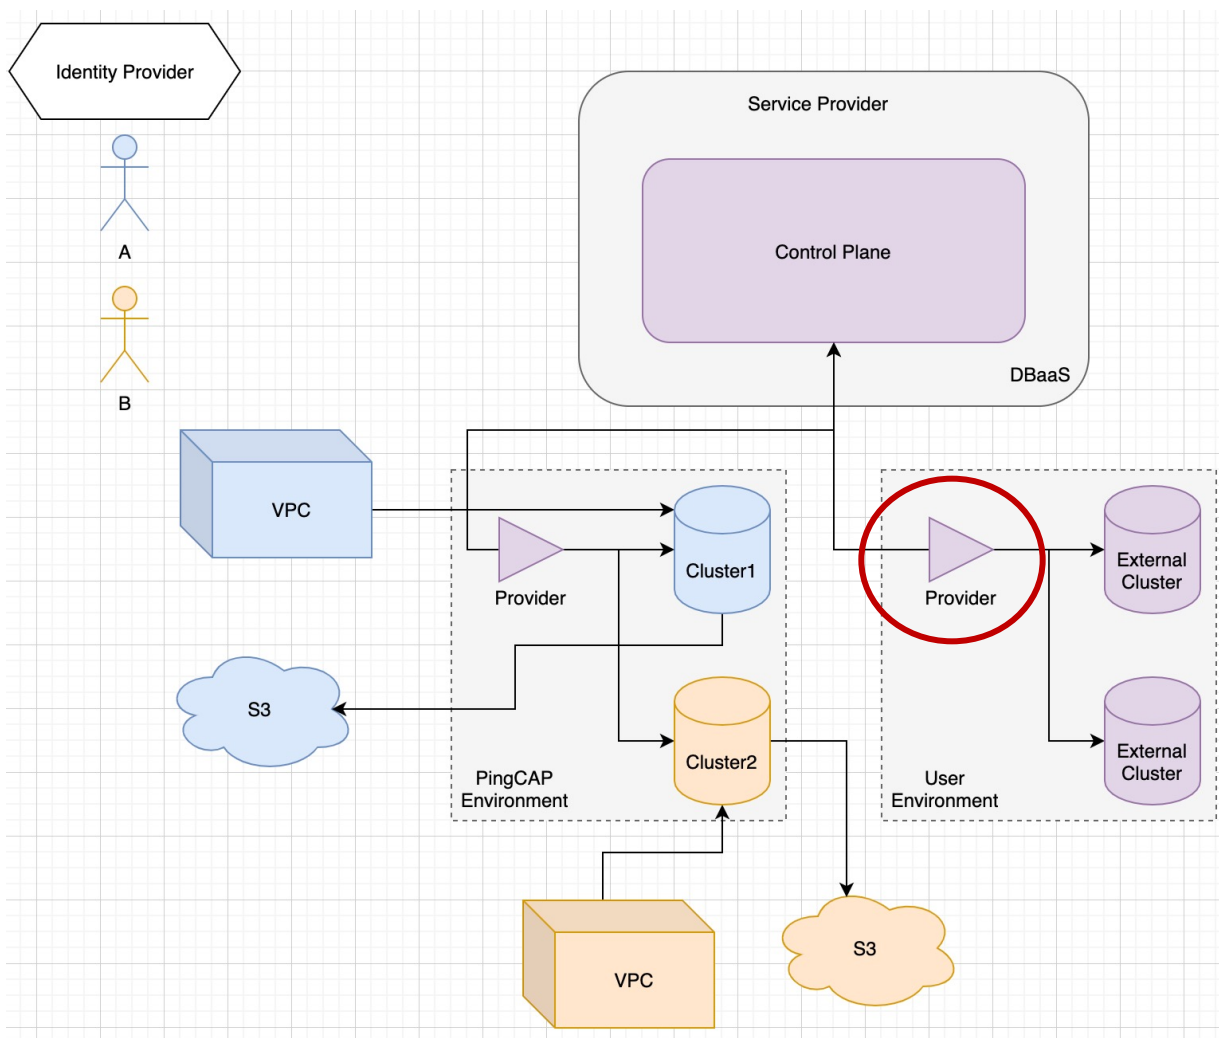 Identity Provider
A
B
Service Provider
Control Plane
DBaaS
VPC
Provider
Cluster1
S3
Cluster2
PingCAP
Environment
VPC
S3
Provider
External
Cluster
External
Cluster
User
Environment